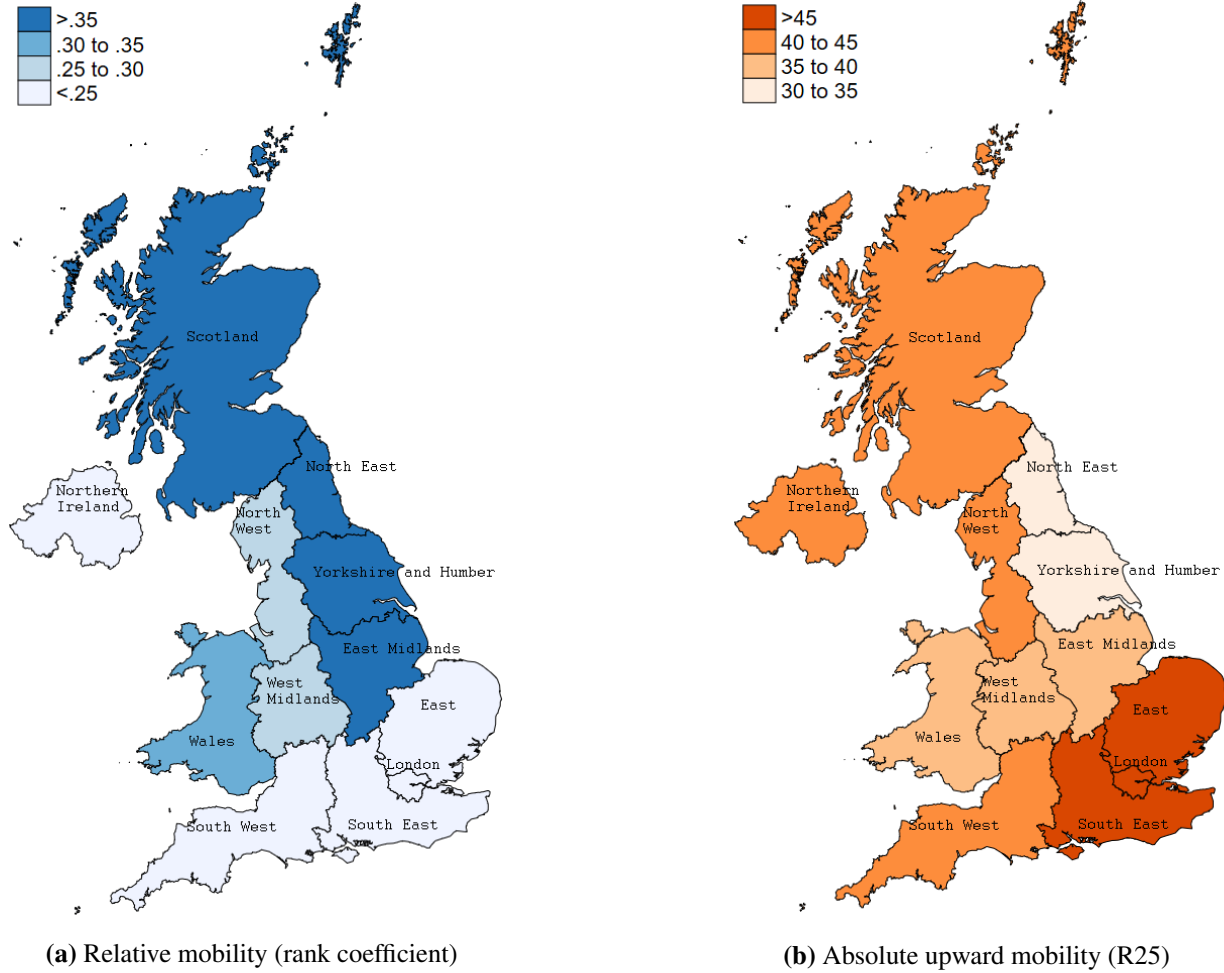 >.35
.30 to .35
.25 to .30
<.25
Scotland
North East
Northern
Ireland
North
West
Yorkshire and Humber
East Midlands
West
Midlands
East
Wales
London
South West
South East
(a) Relative mobility (rank coefficient)
>45
40 to 45
35 to 40
30 to 35
Scotland
North East
Northern
Ireland
North
West
Yorkshire and Humber
East Midlands
West
Midlands
East
Wales
London
South West
South East
(b) Absolute upward mobility (R25)